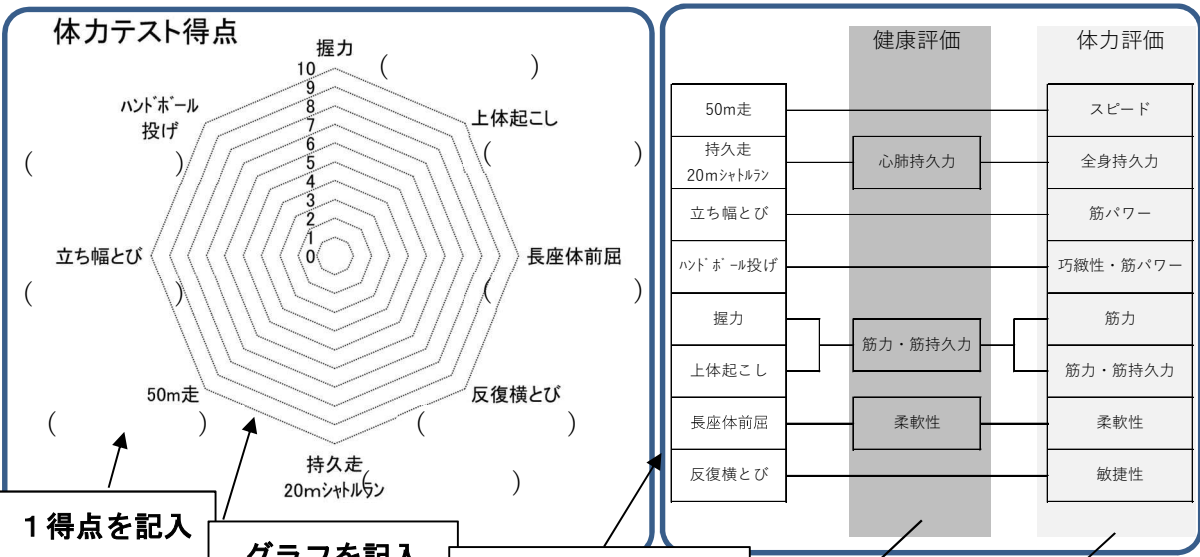 体力テスト得点
握力
( )
10
9
8
7
6
5
4
3
2
1
0
ﾊﾝﾄﾞﾎﾞｰﾙ
投げ
( )
上体起こし
( )
立ち幅とび
( )
長座体前屈
( )
50m走
( )
反復横とび
( )
持久走
20mｼｬﾄﾙﾗﾝ
( )
1得点を記入
グラフを記入
健康評価
体力評価
50m走
スピード
持久走
20mｼｬﾄﾙﾗﾝ
心肺持久力
全身持久力
立ち幅とび
筋パワー
ﾊﾝﾄﾞﾎﾞｰﾙ投げ
巧緻性・筋パワー
握力
筋力
筋力・筋持久力
上体起こし
筋力・筋持久力
長座体前屈
柔軟性
柔軟性
反復横とび
敏捷性